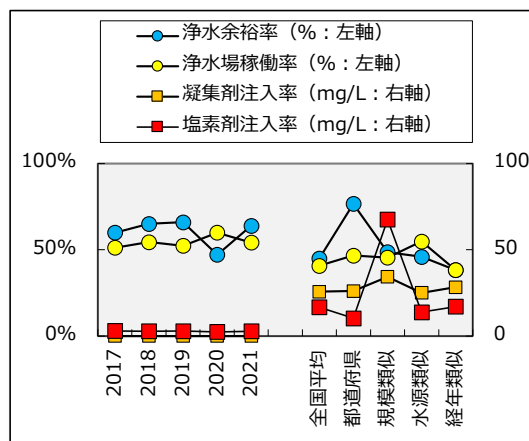 浄水余裕率（%：左軸）
浄水場稼働率（%：左軸）
凝集剤注入率（mg/L：右軸）
塩素剤注入率（mg/L：右軸）
100%
100
50%
50
0%
0
2017
2018
2019
2020
2021
全国平均
都道府県
規模類似
水源類似
経年類似